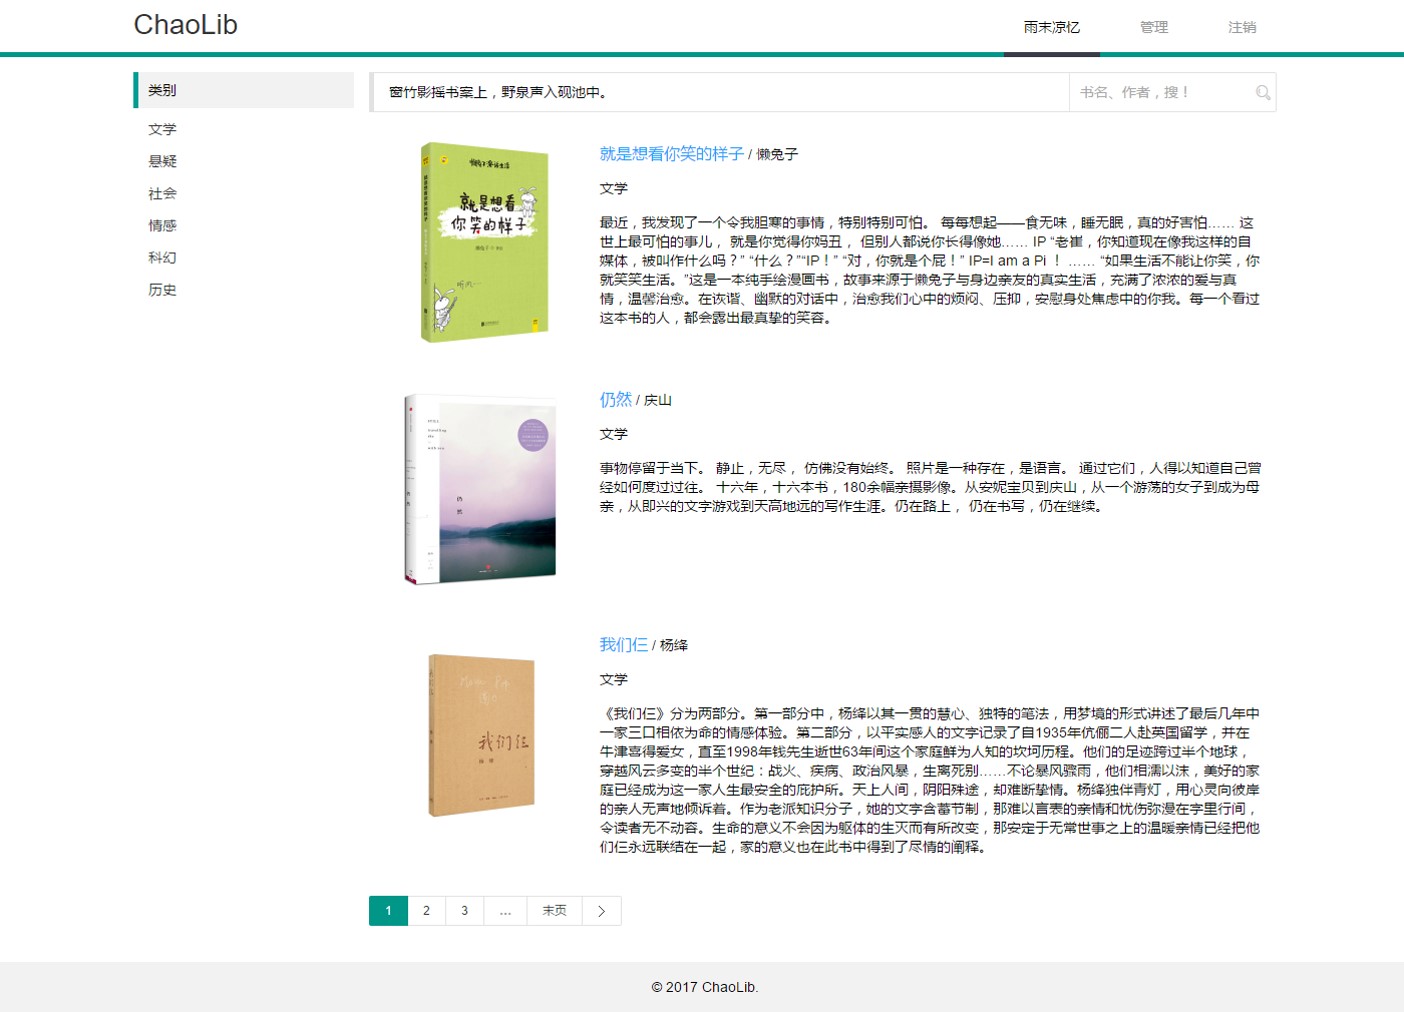 ChaoLib
雨末凉忆
管理
注销
类别
文学
悬疑
社会
情感
科幻
历史
窗竹影摇书案上，野泉声入砚池中。
书名、作者，搜！
就是想看
你笑的样子
就是想看你笑的样子 / 懒兔子
文学
最近，我发现了一个令我胆寒的事情，特别特别可怕。 每每想起——食无味，睡无眠，真的好害怕…… 这
世上最可怕的事儿， 就是你觉得你妈丑， 但别人都说你长得像她…… IP “老崔，你知道现在像我这样的自
媒体，被叫作什么吗？” “什么？”“IP！” “对，你就是个屁！” IP=I am a Pi ！ …… “如果生活不能让你笑，你
就笑笑生活。”这是一本纯手绘漫画书，故事来源于懒兔子与身边亲友的真实生活，充满了浓浓的爱与真
情，温馨治愈。在诙谐、幽默的对话中，治愈我们心中的烦闷、压抑，安慰身处焦虑中的你我。每一个看过
这本书的人，都会露出最真挚的笑容。
仍
然
仍然 / 庆山
文学
事物停留于当下。 静止，无尽， 仿佛没有始终。 照片是一种存在，是语言。 通过它们，人得以知道自己曾
经如何度过过往。 十六年，十六本书，180余幅亲摄影像。从安妮宝贝到庆山，从一个游荡的女子到成为母
亲，从即兴的文字游戏到天高地远的写作生涯。仍在路上， 仍在书写，仍在继续。
我们仨
杨绛
我们仨 / 杨绛
文学
《我们仨》分为两部分。第一部分中，杨绛以其一贯的慧心、独特的笔法，用梦境的形式讲述了最后几年中
一家三口相依为命的情感体验。第二部分，以平实感人的文字记录了自1935年伉俪二人赴英国留学，并在
牛津喜得爱女，直至1998年钱先生逝世63年间这个家庭鲜为人知的坎坷历程。他们的足迹跨过半个地球，
穿越风云多变的半个世纪：战火、疾病、政治风暴，生离死别……不论暴风骤雨，他们相濡以沫，美好的家
庭已经成为这一家人生最安全的庇护所。天上人间，阴阳殊途，却难断挚情。杨绛独伴青灯，用心灵向彼岸
的亲人无声地倾诉着。作为老派知识分子，她的文字含蓄节制，那难以言表的亲情和忧伤弥漫在字里行间，
令读者无不动容。生命的意义不会因为躯体的生灭而有所改变，那安定于无常世事之上的温暖亲情已经把他
们仨永远联结在一起，家的意义也在此书中得到了尽情的阐释。
1 2 3 … 末页
© 2017 ChaoLib.